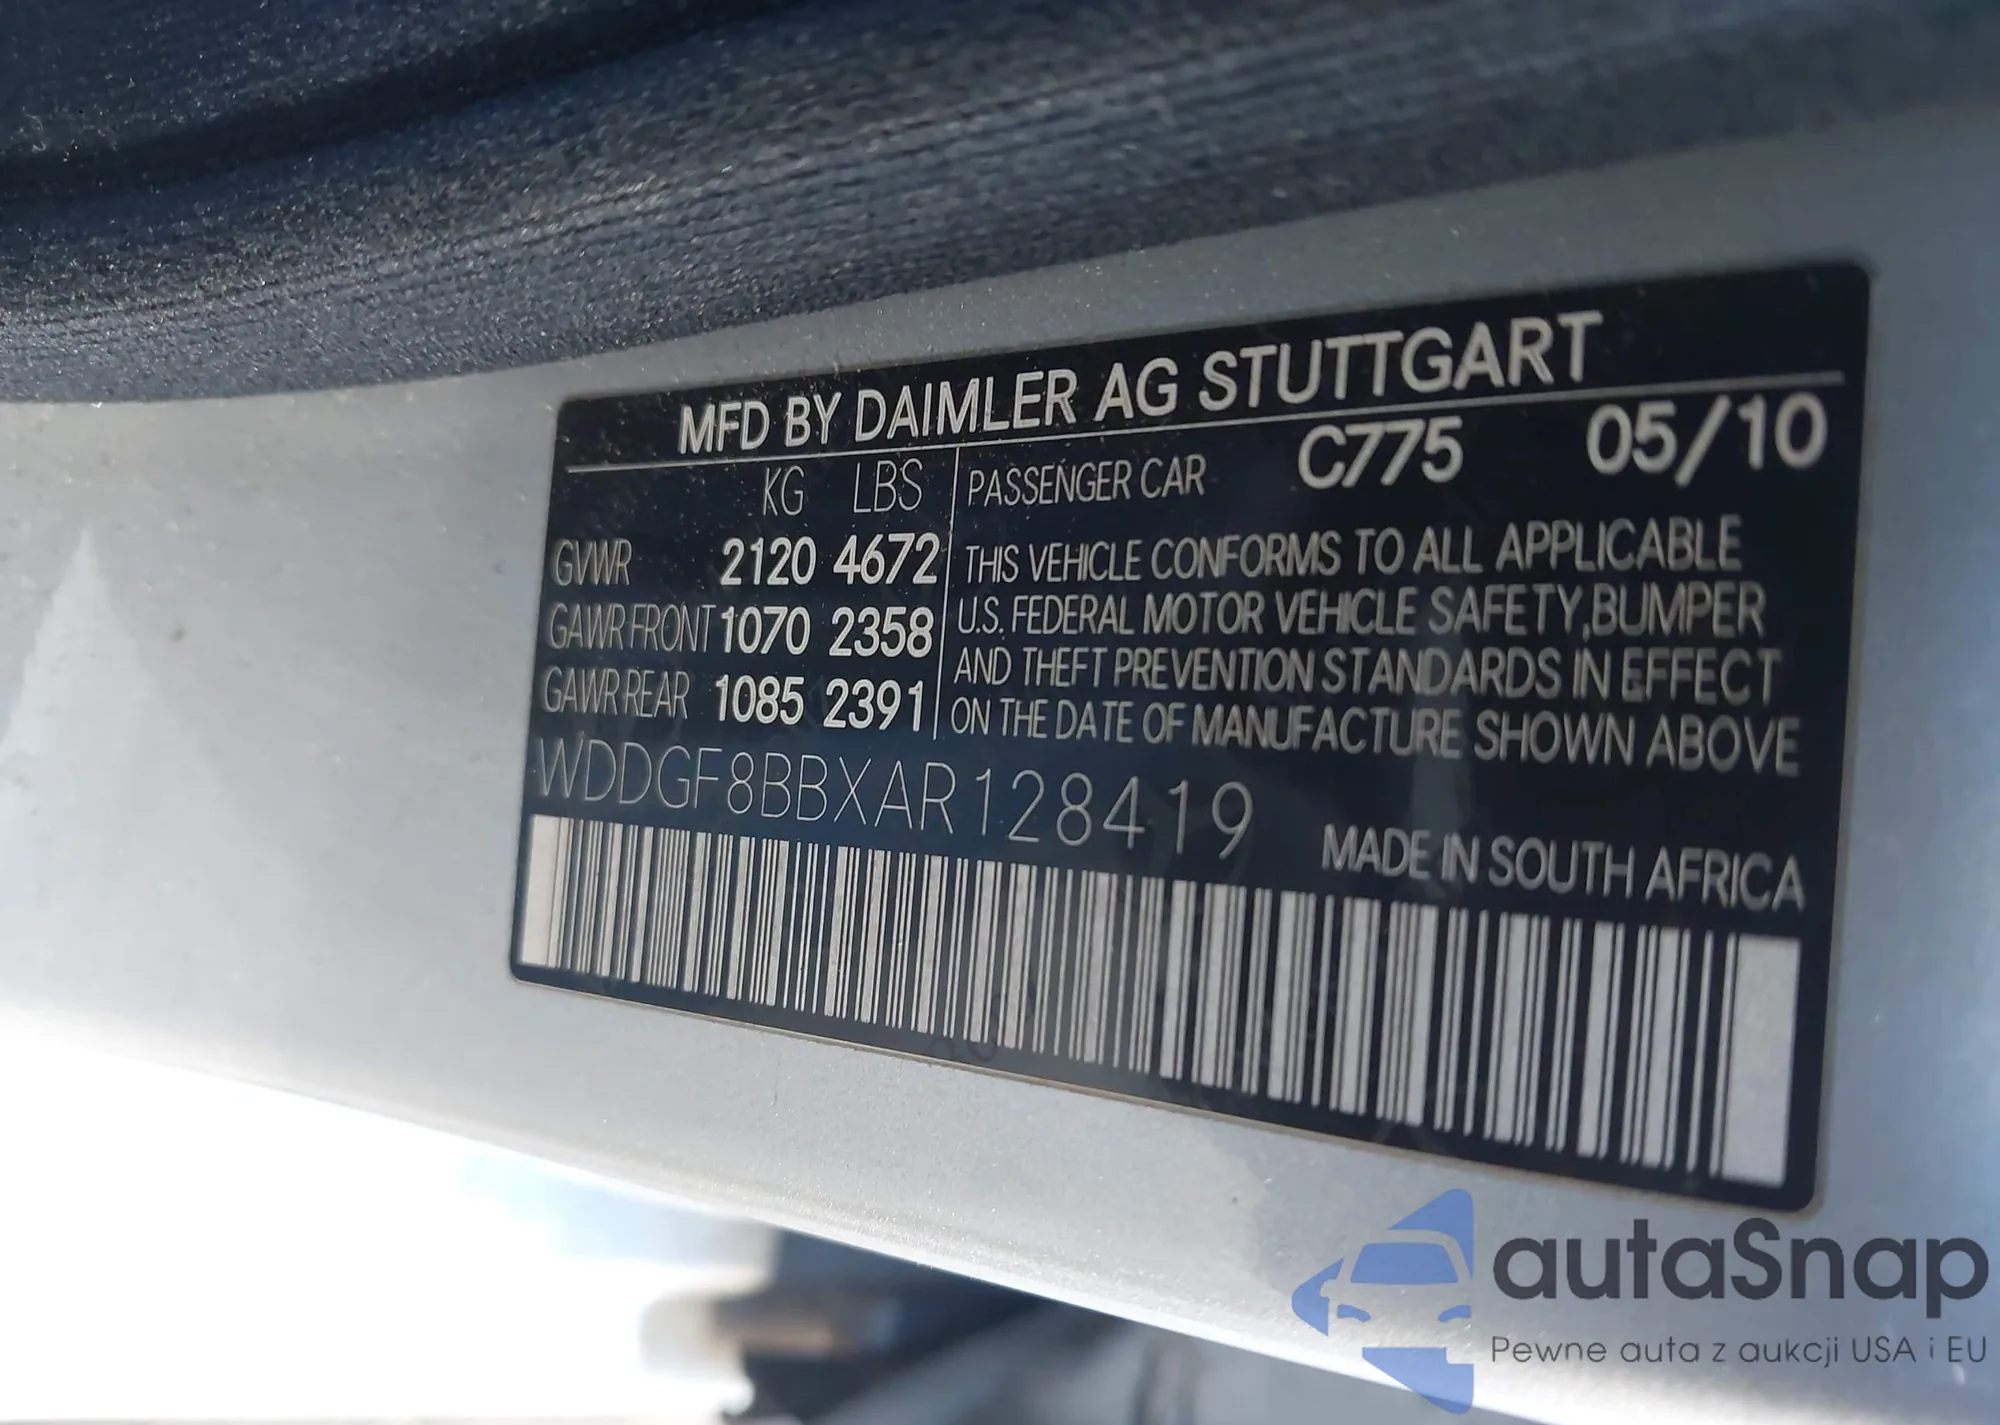 MFD BY DAIMLER AG STUTTGART
KG LBS PASSENGER CAR C775 05/10
GVWR 2120 4672
GAWR FRONT 1070 2358
GAWR REAR 1085 2391
THIS VEHICLE CONFORMS TO ALL APPLICABLE
U.S. FEDERAL MOTOR VEHICLE SAFETY,BUMPER
AND THEFT PREVENTION STANDARDS IN EFFECT
ON THE DATE OF MANUFACTURE SHOWN ABOVE
WDDGF8BBXAR128419
MADE IN SOUTH AFRICA
autaSnap
Pewne auta z aukcji USA i EU